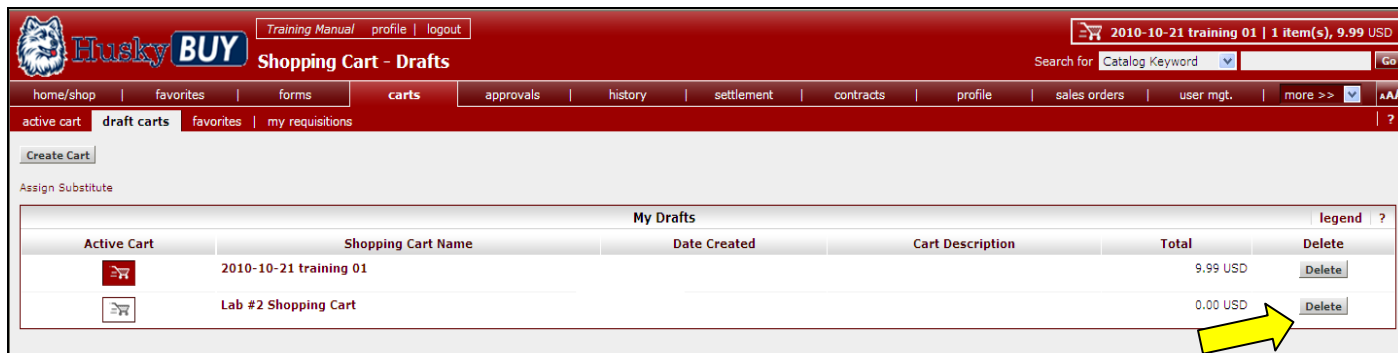 Husky BUY
Training Manual profile | logout
2010-10-21 training 01 | 1 item(s), 9.99 USD
Shopping Cart - Drafts
Search for Catalog Keyword Go
home/shop | favorites | forms carts approvals | history | settlement | contracts | profile | sales orders | user mgt. | more >> AAA
active cart draft carts favorites | my requisitions | ?
Create Cart
Assign Substitute
My Drafts legend ?
Active Cart Shopping Cart Name Date Created Cart Description Total Delete
2010-10-21 training 01 9.99 USD Delete
Lab #2 Shopping Cart 0.00 USD Delete